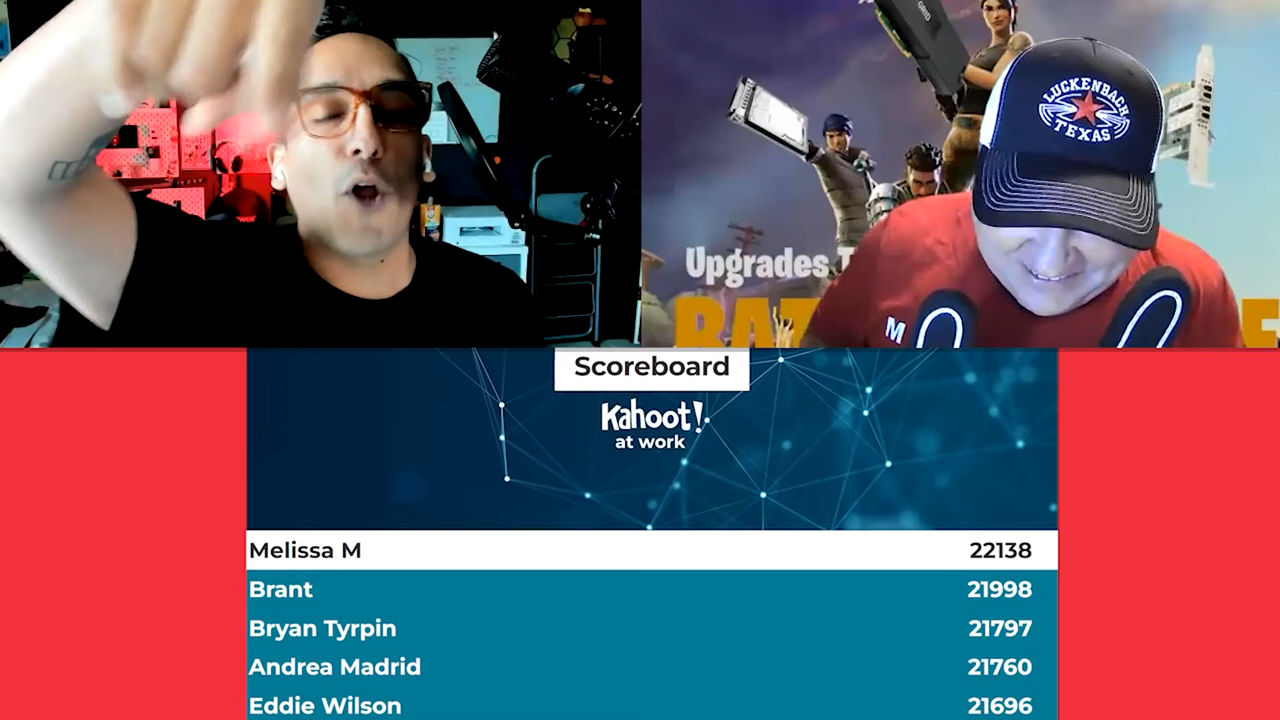 GRID
LUCKENBACH
TEXAS
Upgrades
M
Scoreboard
Kahoot!
at work
Melissa M 22138
Brant 21998
Bryan Tyrpin 21797
Andrea Madrid 21760
Eddie Wilson 21696